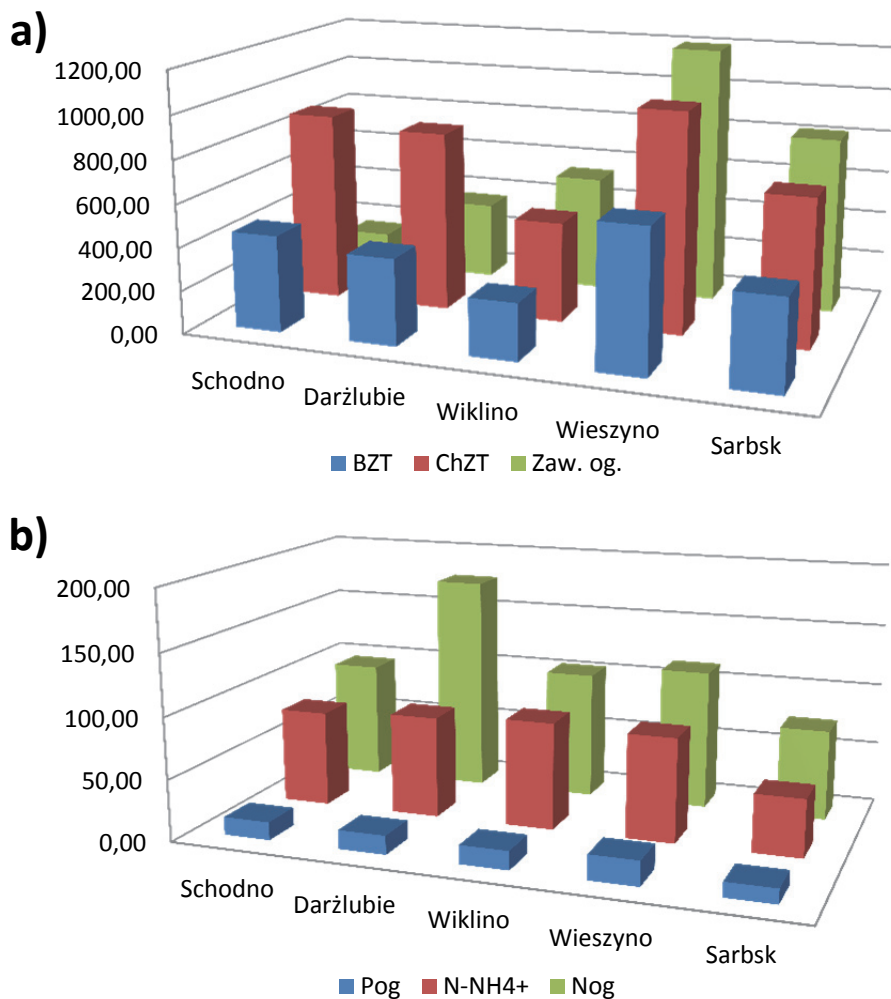 a)
1200,00
1000,00
800,00
600,00
400,00
200,00
0,00
Schodno
Darżlubie
Wiklino
Wieszyno
Sarbsk
BZT ChZT Zaw. og.
b)
200,00
150,00
100,00
50,00
0,00
Schodno
Darżlubie
Wiklino
Wieszyno
Sarbsk
Pog N-NH4+ Nog